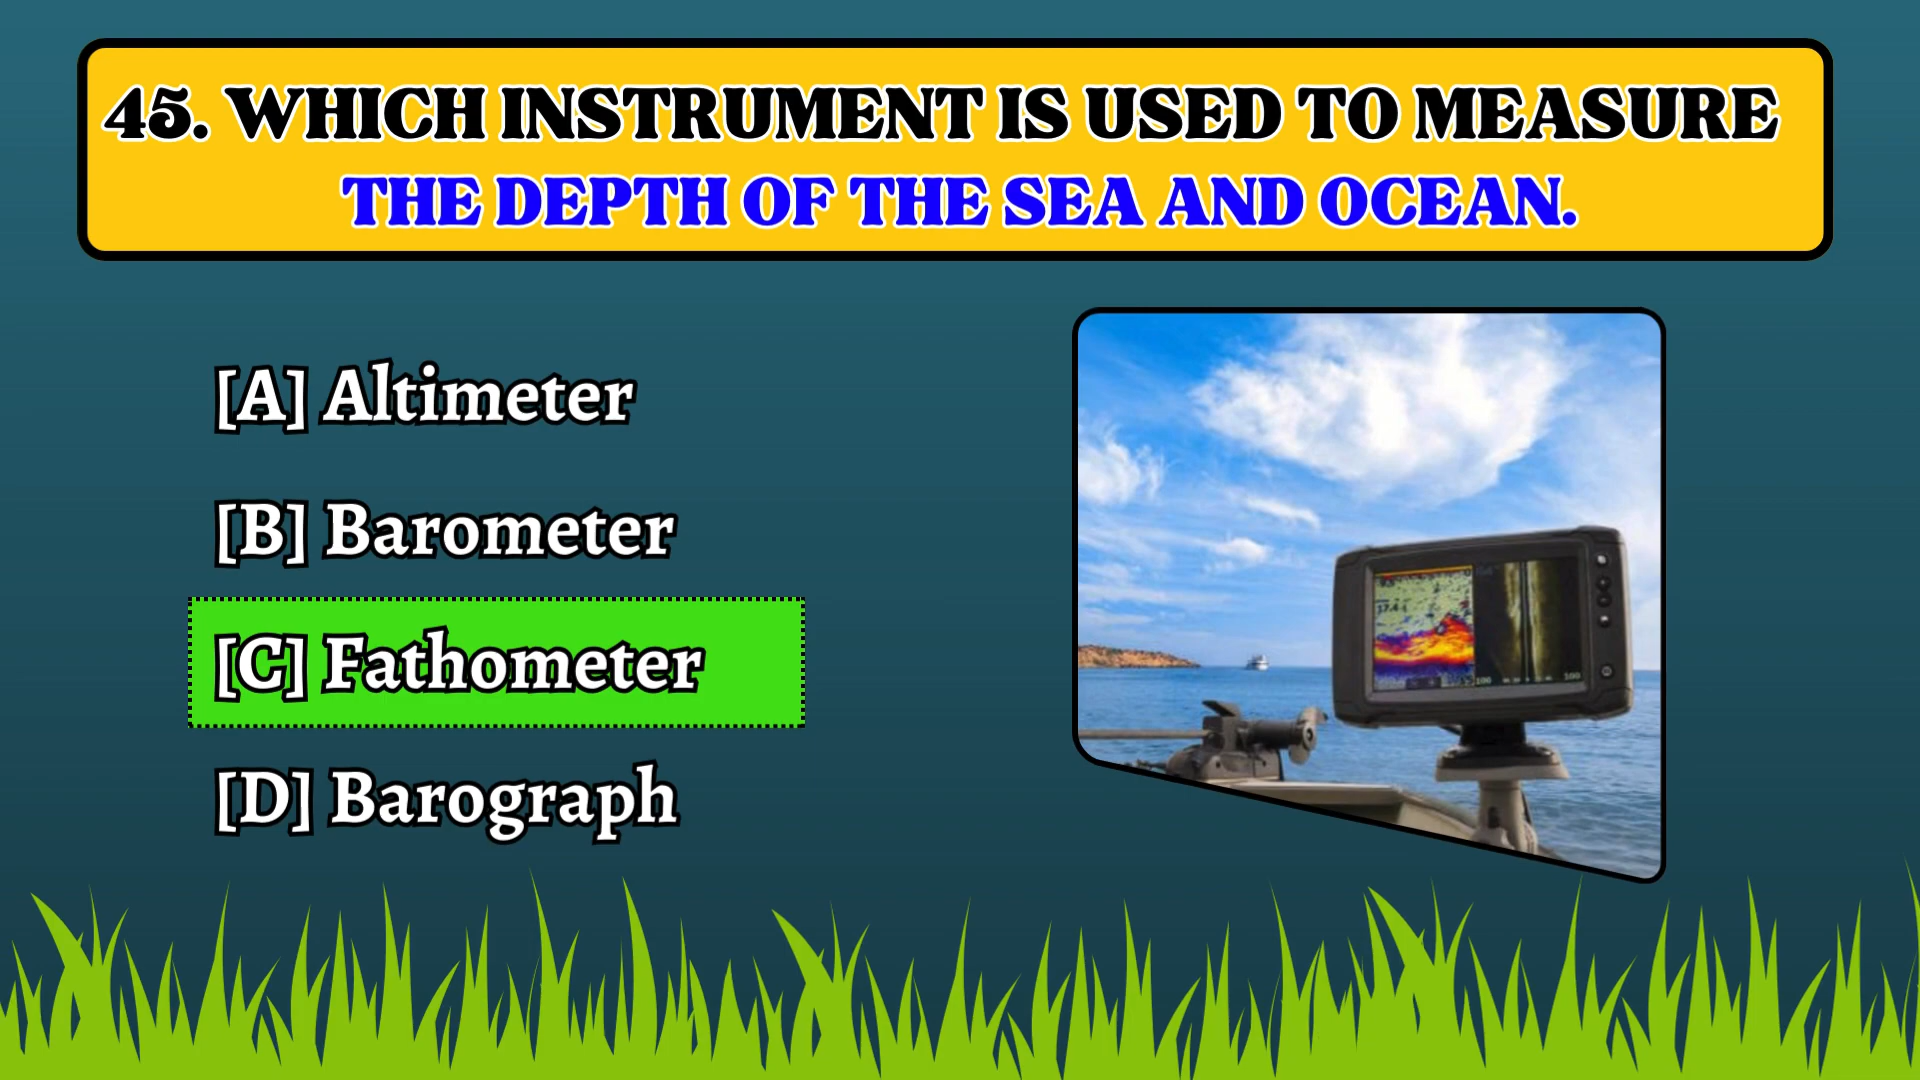 45. WHICH INSTRUMENT IS USED TO MEASURE
THE DEPTH OF THE SEA AND OCEAN.
[A] Altimeter
[B] Barometer
[C] Fathometer
[D] Barograph